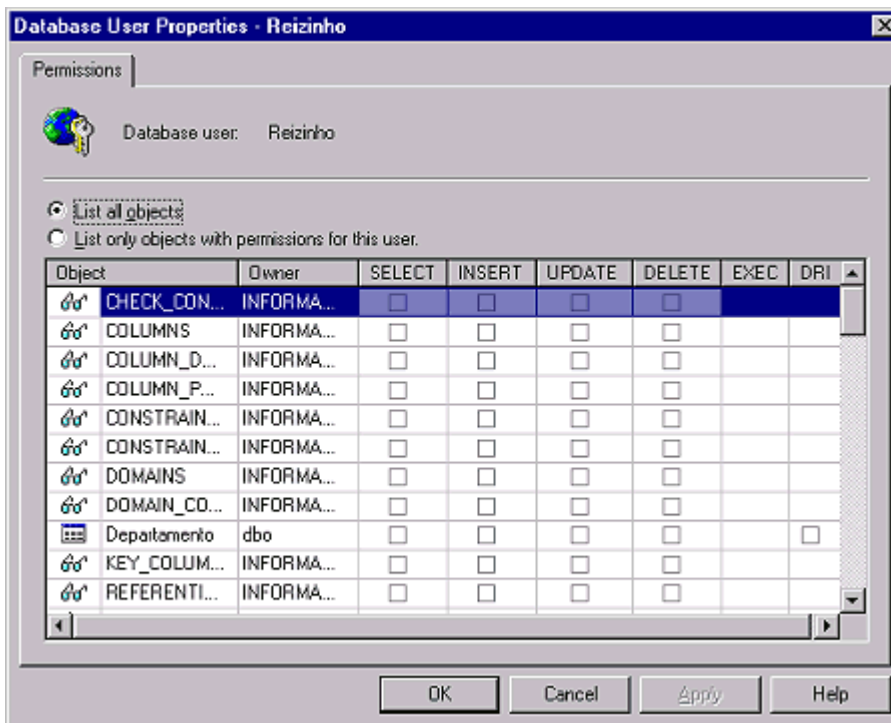 Database User Properties - Reizinho
Permissions
Database user: Reizinho
List all objects
List only objects with permissions for this user.
Object Owner SELECT INSERT UPDATE DELETE EXEC DRI
CHECK_CON... INFORMA...
COLUMNS INFORMA...
COLUMN_D... INFORMA...
COLUMN_P... INFORMA...
CONSTRAIN... INFORMA...
CONSTRAIN... INFORMA...
DOMAINS INFORMA...
DOMAIN_CO... INFORMA...
Departamento dbo
KEY_COLUM... INFORMA...
REFERENTI... INFORMA...
OK Cancel Apply Help